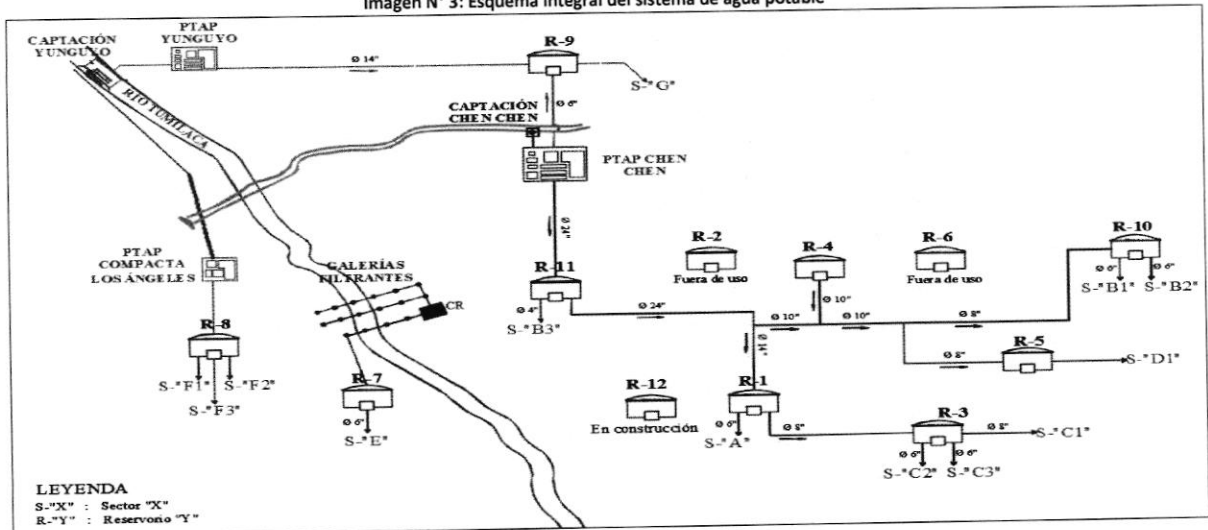 Imagen N° 3: Esquema integral del sistema de agua potable
CAPTACIÓN
YUNGUYO
PTAP
YUNGUYO
Ø 14"
R-9
S-"G"
RIO TUMILACA
CAPTACIÓN
CHEN CHEN
Ø 6"
PTAP CHEN
CHEN
Ø 24"
PTAP
COMPACTA
LOS ÁNGELES
GALERÍAS
FILTRANTES
CR
R-11
Ø 4"
S-"B3"
Ø 24"
R-2
Fuera de uso
R-4
Ø 10"
R-6
Fuera de uso
R-10
Ø 6"
Ø 6"
S-"B1"
S-"B2"
Ø 10"
Ø 10"
Ø 8"
Ø 14"
Ø 8"
R-5
S-"D1"
R-8
S-"F1"
S-"F2"
S-"F3"
R-7
Ø 6"
S-"E"
R-12
En construcción
R-1
Ø 6"
S-"A"
Ø 8"
R-3
Ø 8"
S-"C1"
Ø 6"
Ø 6"
S-"C2"
S-"C3"
LEYENDA
S-"X" : Sector "X"
R-"Y" : Reservorio "Y"